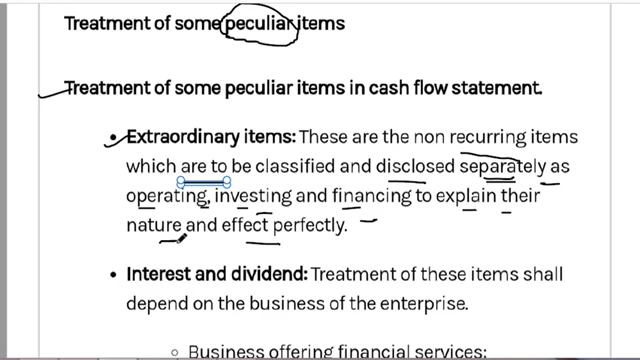 Treatment of some peculiar items
Treatment of some peculiar items in cash flow statement.
• Extraordinary items: These are the non recurring items
which are to be classified and disclosed separately as
operating, investing and financing to explain their
nature and effect perfectly.
• Interest and dividend: Treatment of these items shall
depend on the business of the enterprise.
○ Business offering financial services: